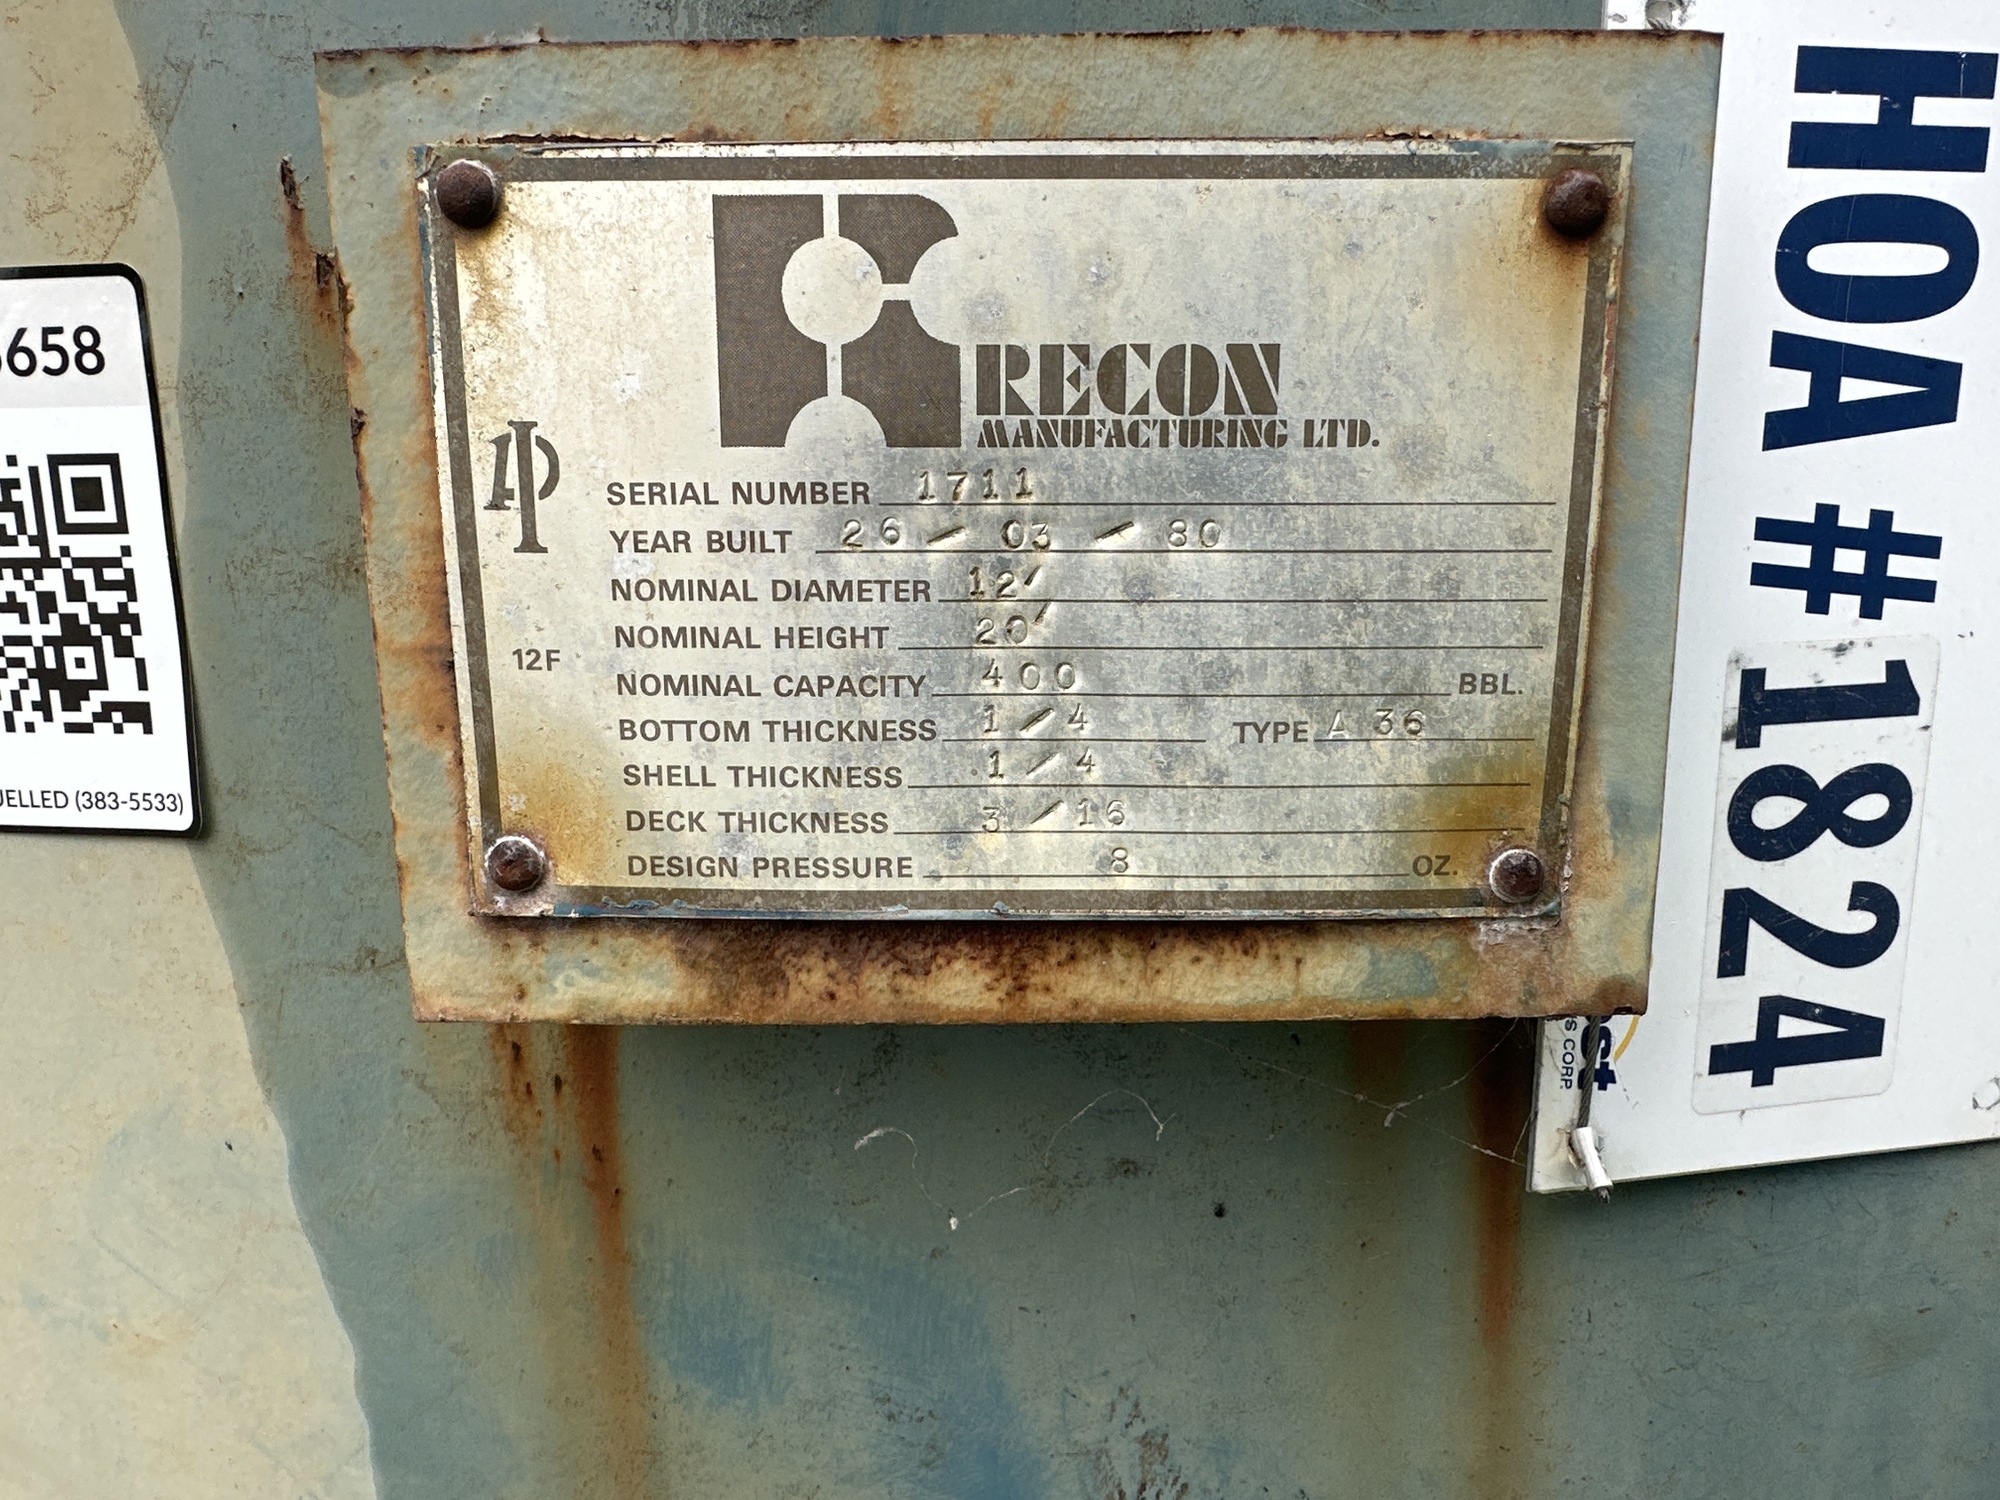 RECON
MANUFACTURING LTD.
API
12F
SERIAL NUMBER 1711
YEAR BUILT 26 / 03 / 80
NOMINAL DIAMETER 12'
NOMINAL HEIGHT 20'
NOMINAL CAPACITY 400 BBL.
BOTTOM THICKNESS 1/4 TYPE A 36
SHELL THICKNESS 1/4
DECK THICKNESS 3/16
DESIGN PRESSURE 8 OZ.
HOA #1824
CORP.
658
(383-5533)